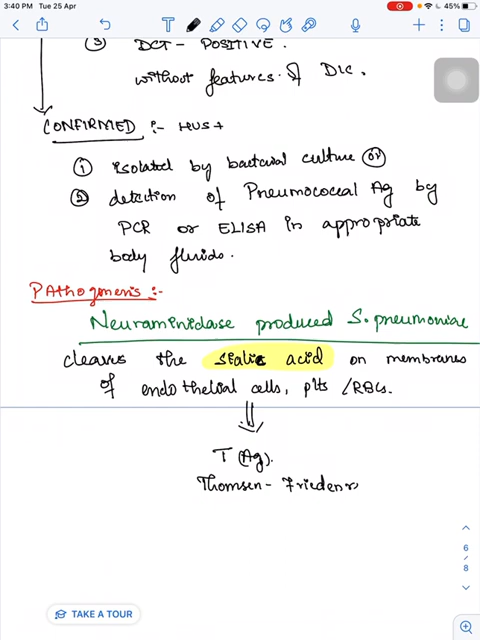 3:40 PM Tue 25 Apr
45%
T
③ DCT - POSITIVE.
without features of DIC.
CONFIRMED :- HUS +
① isolated by bacterial culture or
② detection of Pneumococcal Ag by
PCR or ELISA in appropriate
body fluids.
PAthogenesis :-
Neuraminidase produced S. pneumoniae
cleaves the sialic acid on membranes
of endothelial cells, plts / RBCs.
T (Ag).
Thomsen - Friedenr
6
/
8
TAKE A TOUR